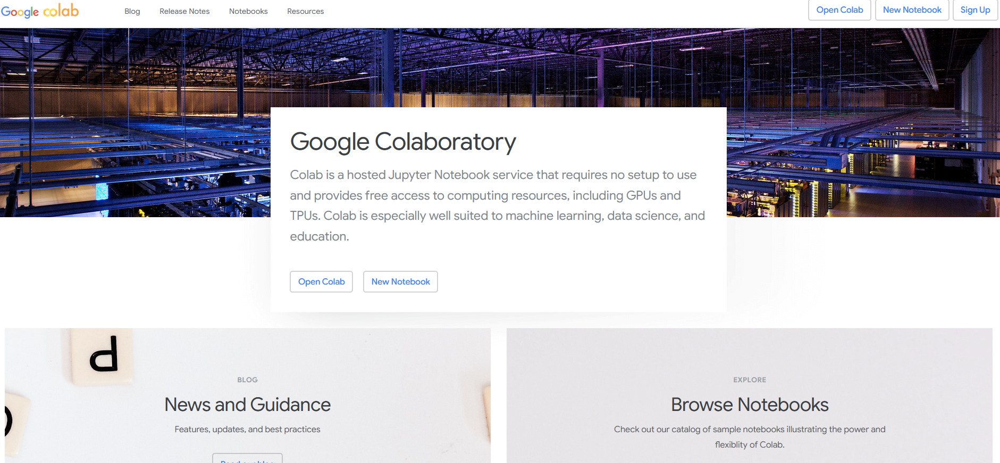 Google colab
Blog
Release Notes
Notebooks
Resources
Open Colab
New Notebook
Sign Up
Google Colaboratory
Colab is a hosted Jupyter Notebook service that requires no setup to use
and provides free access to computing resources, including GPUs and
TPUs. Colab is especially well suited to machine learning, data science, and
education.
Open Colab
New Notebook
d
BLOG
News and Guidance
Features, updates, and best practices
EXPLORE
Browse Notebooks
Check out our catalog of sample notebooks illustrating the power and
flexiblity of Colab.